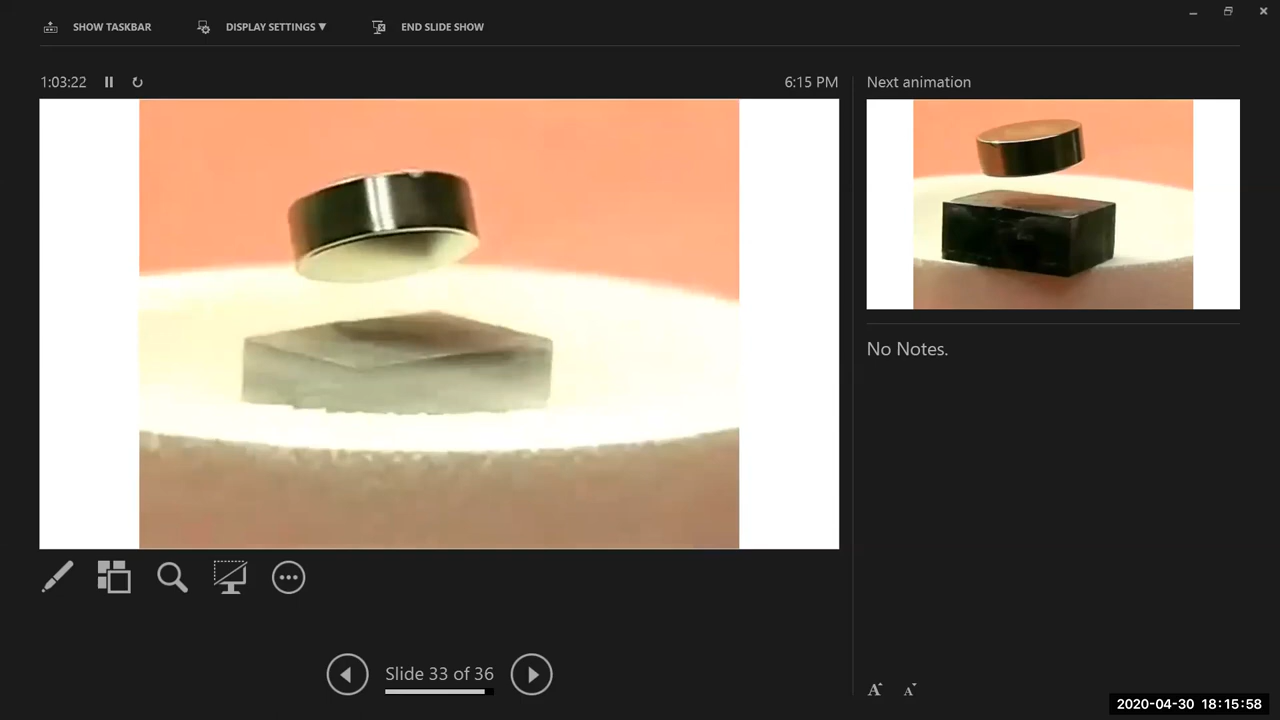 SHOW TASKBAR
DISPLAY SETTINGS ▼
END SLIDE SHOW
1:03:22
6:15 PM
Next animation
No Notes.
Slide 33 of 36
A A
2020-04-30 18:15:58